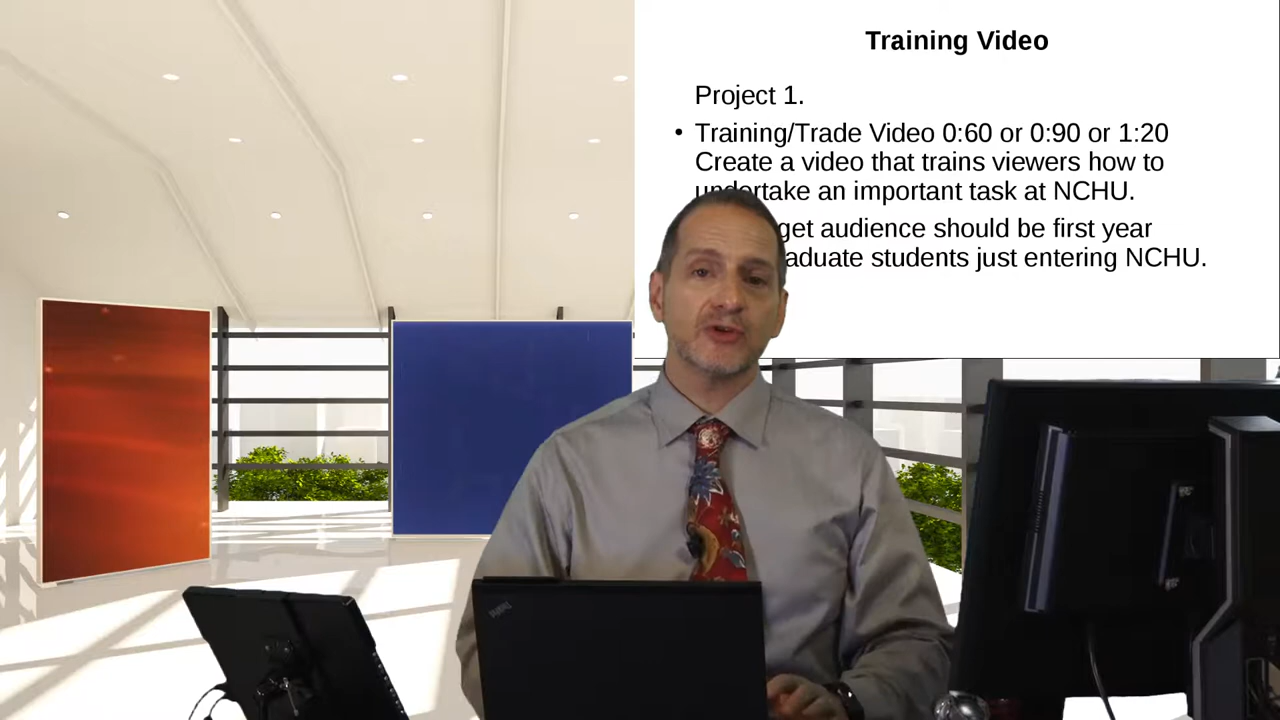 Training Video
Project 1.
• Training/Trade Video 0:60 or 0:90 or 1:20
Create a video that trains viewers how to
undertake an important task at NCHU.
audience should be first year
students just entering NCHU.